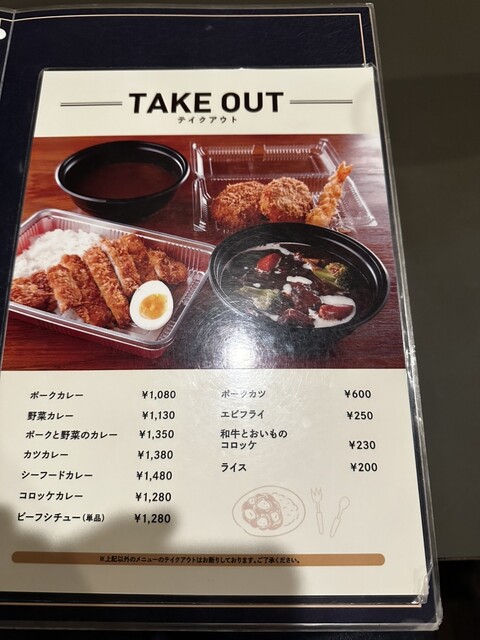 TAKE OUT
テイクアウト
ポークカレー ¥1,080
野菜カレー ¥1,130
ポークと野菜のカレー ¥1,350
カツカレー ¥1,380
シーフードカレー ¥1,480
コロッケカレー ¥1,280
ビーフシチュー(単品) ¥1,280
ポークカツ ¥600
エビフライ ¥250
和牛とおいもの
コロッケ ¥230
ライス ¥200
※上記以外のメニューのテイクアウトはお断りしております。ご了承ください。